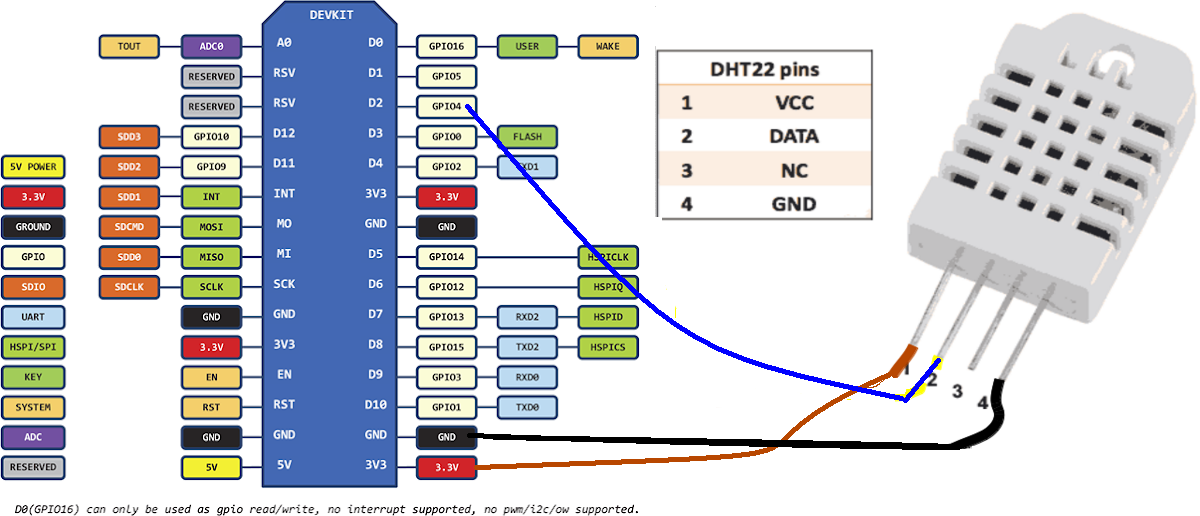 DEVKIT
TOUT ADC0 A0 D0 GPIO16 USER WAKE
RESERVED RSV D1 GPIO5
RESERVED RSV D2 GPIO4
SDD3 GPIO10 D12 D3 GPIO0 FLASH
5V POWER SDD2 GPIO9 D11 D4 GPIO2 TXD1
3.3V SDD1 INT INT 3V3 3.3V
GROUND SDCMD MOSI MO GND GND
GPIO SDD0 MISO MI D5 GPIO14 HSPICLK
SDIO SDCLK SCLK SCK D6 GPIO12 HSPIQ
UART GND GND D7 GPIO13 RXD2 HSPID
HSPI/SPI 3.3V 3V3 D8 GPIO15 TXD2 HSPICS
KEY EN EN D9 GPIO3 RXD0
SYSTEM RST RST D10 GPIO1 TXD0
ADC GND GND GND GND
RESERVED 5V 5V 3V3 3.3V
D0(GPIO16) can only be used as gpio read/write, no interrupt supported, no pwm/i2c/ow supported.
DHT22 pins
1 VCC
2 DATA
3 NC
4 GND
1
2
3
4